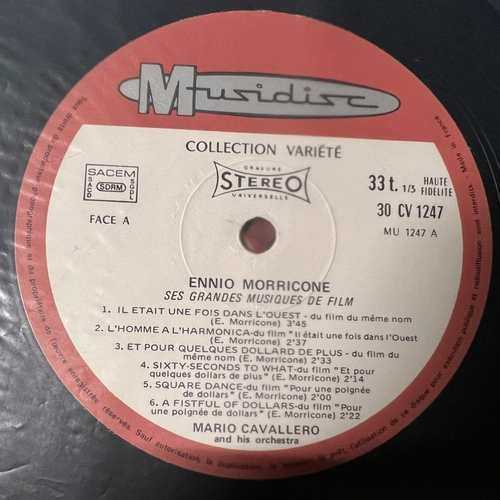 Musidisc
COLLECTION VARIÉTÉ
SACEM
SACD SDRM SGDL
GRAVURE
STEREO
UNIVERSELLE
33 t. 1/3 HAUTE FIDELITE
FACE A
30 CV 1247
MU 1247 A
ENNIO MORRICONE
SES GRANDES MUSIQUES DE FILM
1. IL ETAIT UNE FOIS DANS L'OUEST - du film du même nom
(E. Morricone) 3'45
2. L'HOMME A L'HARMONICA-du film "Il était une fois dans l'Ouest
(E. Morricone) 2'37
3. ET POUR QUELQUES DOLLARD DE PLUS - du film du
même nom (E. Morricone) 2'33
4. SIXTY-SECONDS TO WHAT-du film "Et pour
quelques dollars de plus" (E. Morricone) 2'14
5. SQUARE DANCE-du film "Pour une poignée
de dollars" (E. Morricone) 2'00
6. A FISTFUL OF DOLLARS-du film "Pour
une poignée de dollars" (E. Morricone) 2'22
MARIO CAVALLERO
and his orchestra
Made in France